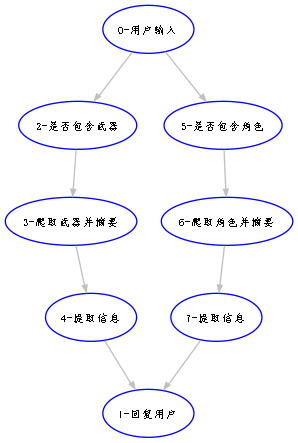 0-用户输入
2-是否包含武器
5-是否包含角色
3-爬取武器并摘要
6-爬取角色并摘要
4-提取信息
7-提取信息
1-回复用户